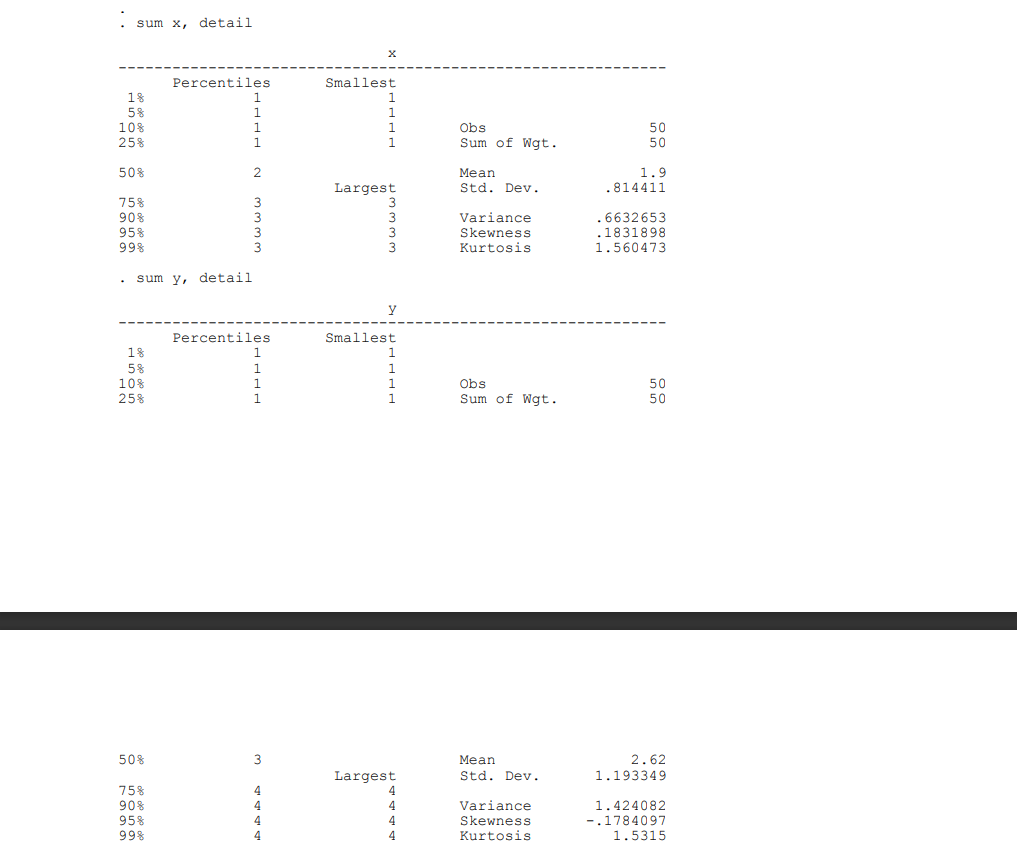 .
. sum x, detail
x
-------------------------------------------------------------
Percentiles Smallest
1% 1 1
5% 1 1
10% 1 1 Obs 50
25% 1 1 Sum of Wgt. 50
50% 2 Mean 1.9
Largest Std. Dev. .814411
75% 3 3
90% 3 3 Variance .6632653
95% 3 3 Skewness .1831898
99% 3 3 Kurtosis 1.560473
. sum y, detail
y
-------------------------------------------------------------
Percentiles Smallest
1% 1 1
5% 1 1
10% 1 1 Obs 50
25% 1 1 Sum of Wgt. 50
50% 3 Mean 2.62
Largest Std. Dev. 1.193349
75% 4 4
90% 4 4 Variance 1.424082
95% 4 4 Skewness -.1784097
99% 4 4 Kurtosis 1.5315